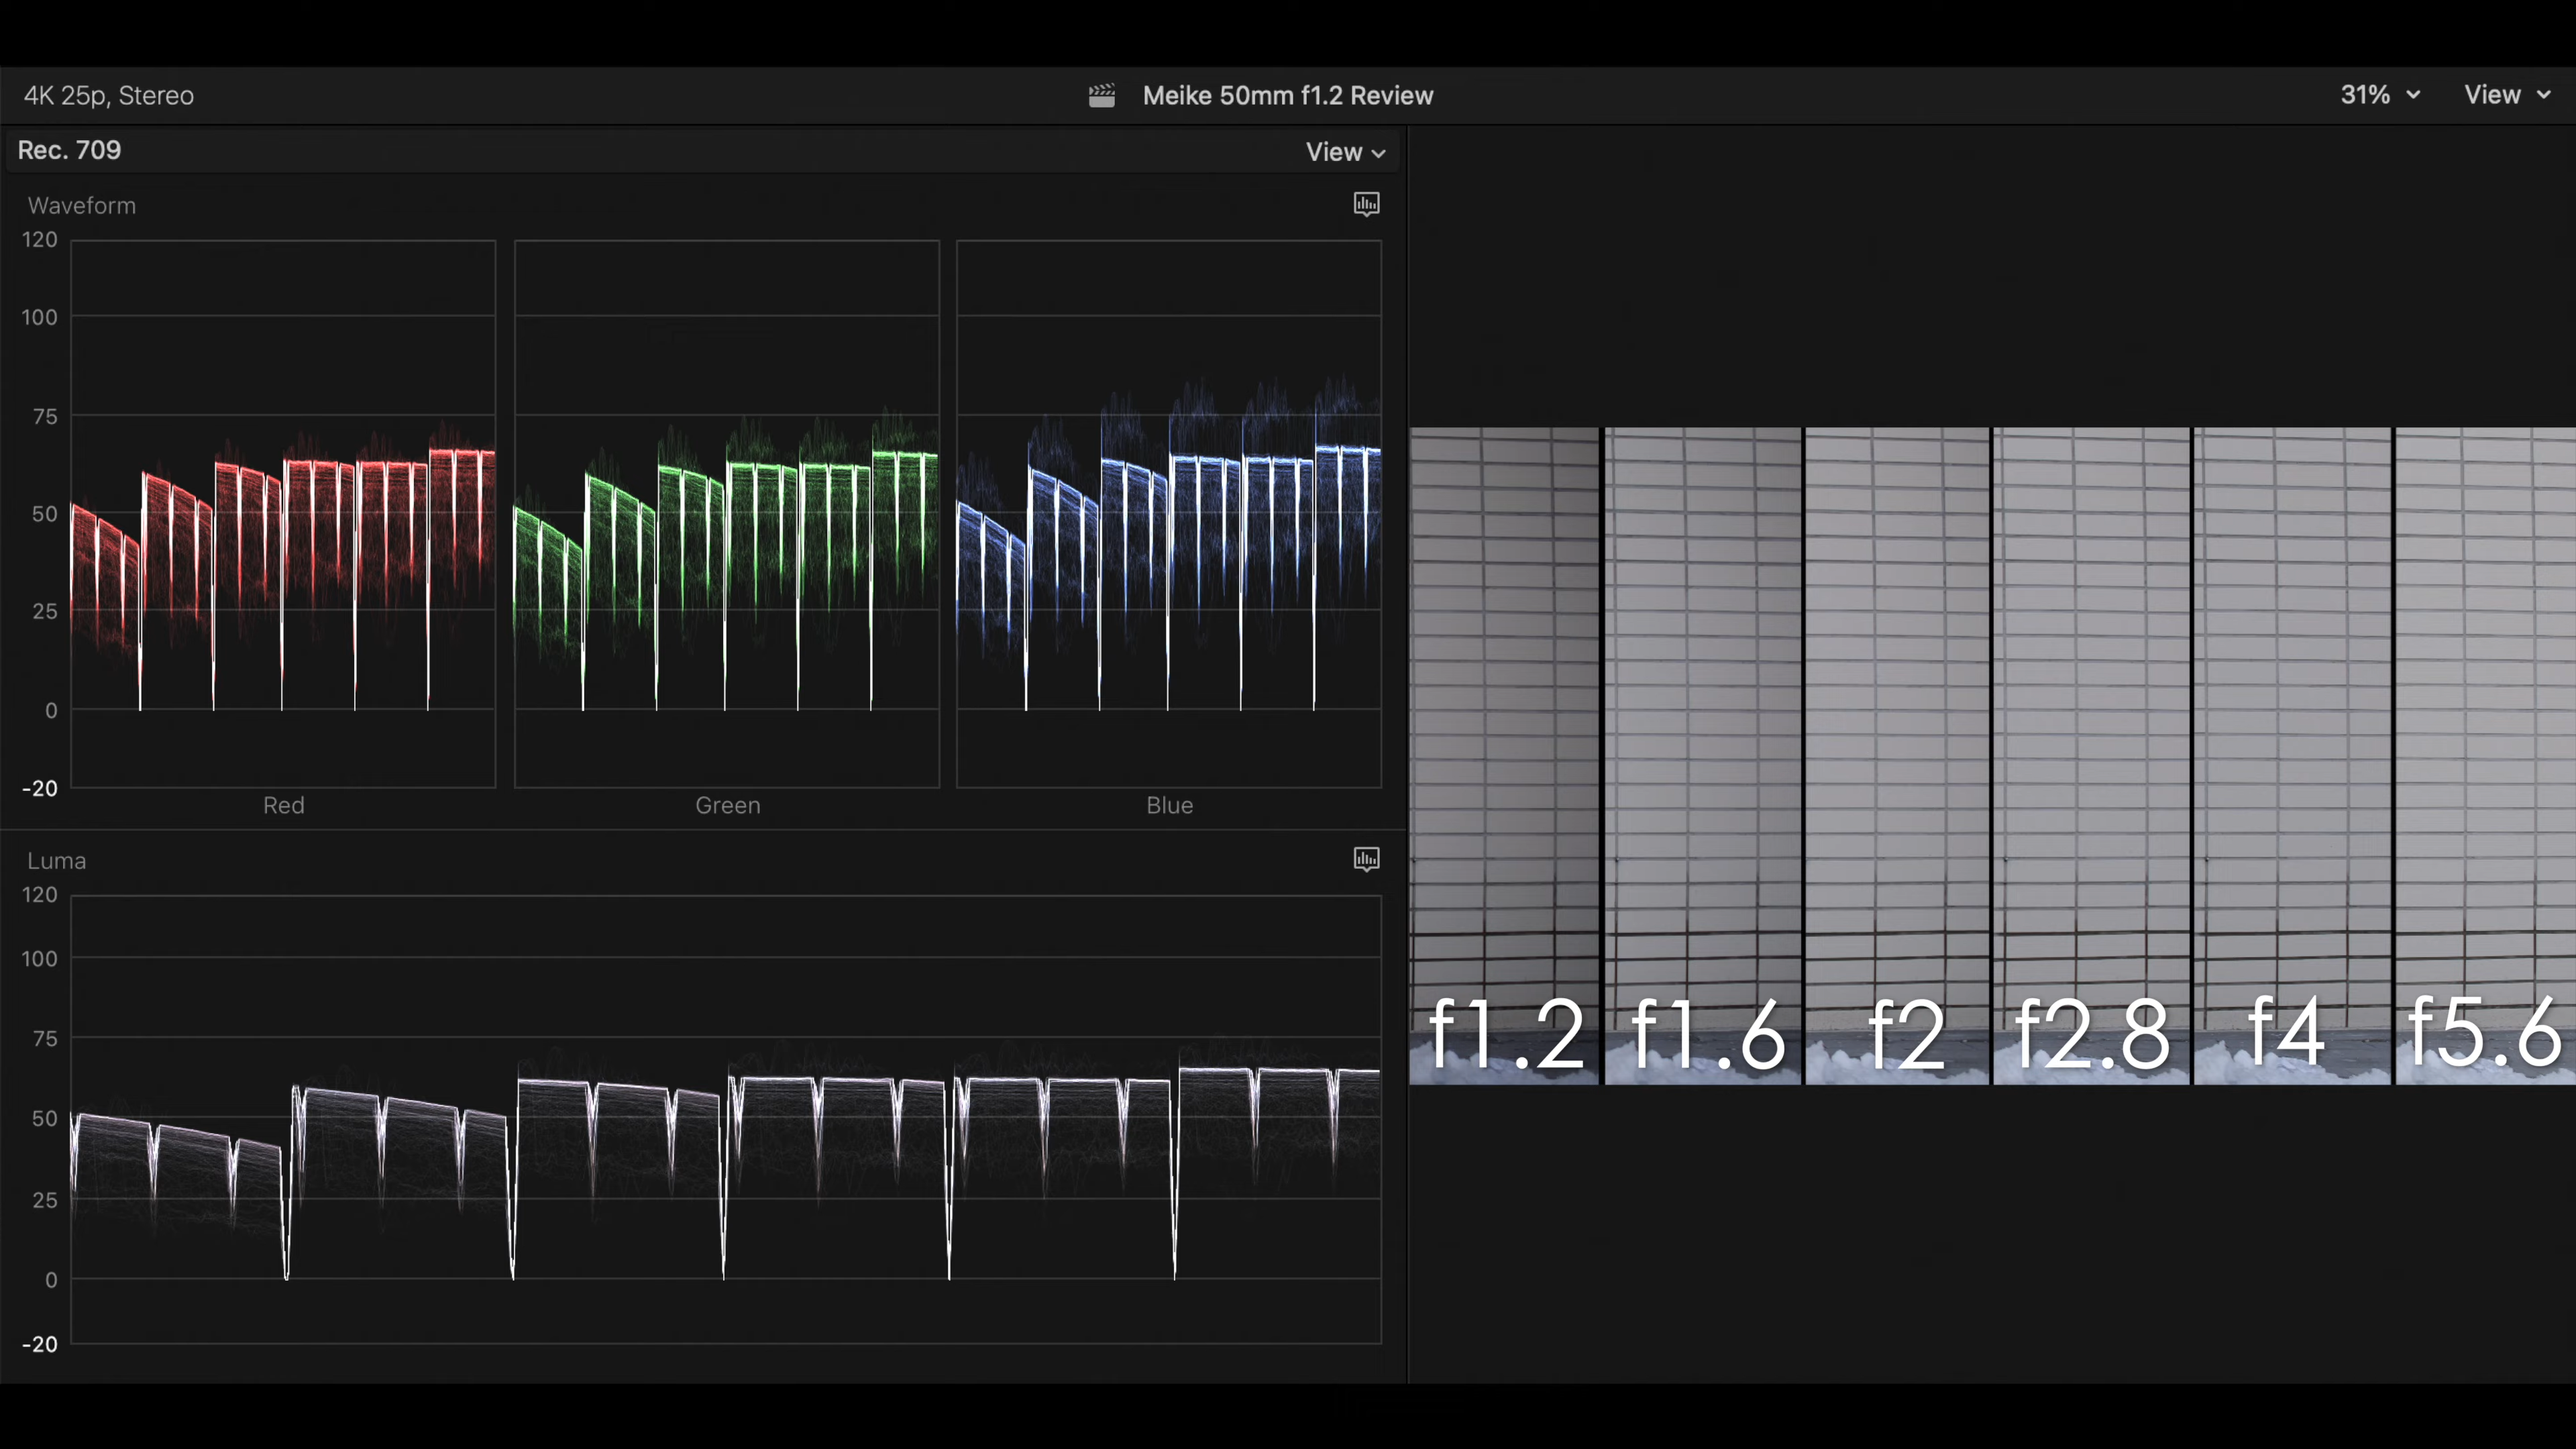 4K 25p, Stereo
Meike 50mm f1.2 Review
31%
View
Rec. 709
View
Waveform
120
100
75
50
25
0
-20
Red
Green
Blue
Luma
120
100
75
50
25
0
-20
f1.2
f1.6
f2
f2.8
f4
f5.6